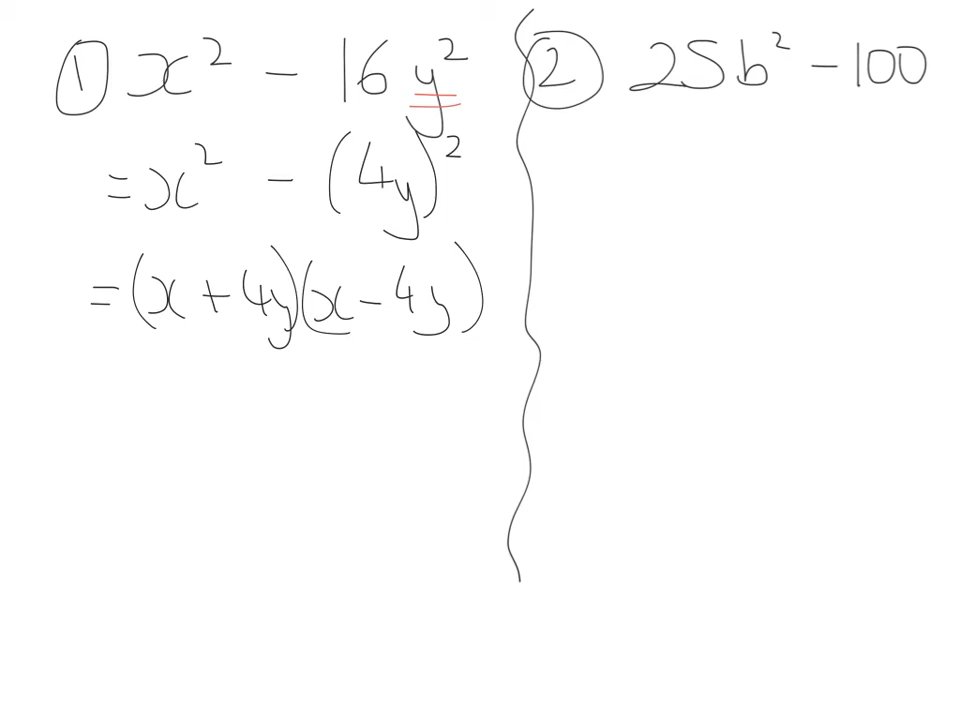 ① x² - 16y²
= x² - (4y)²
= (x + 4y)(x - 4y)
② 25b² - 100